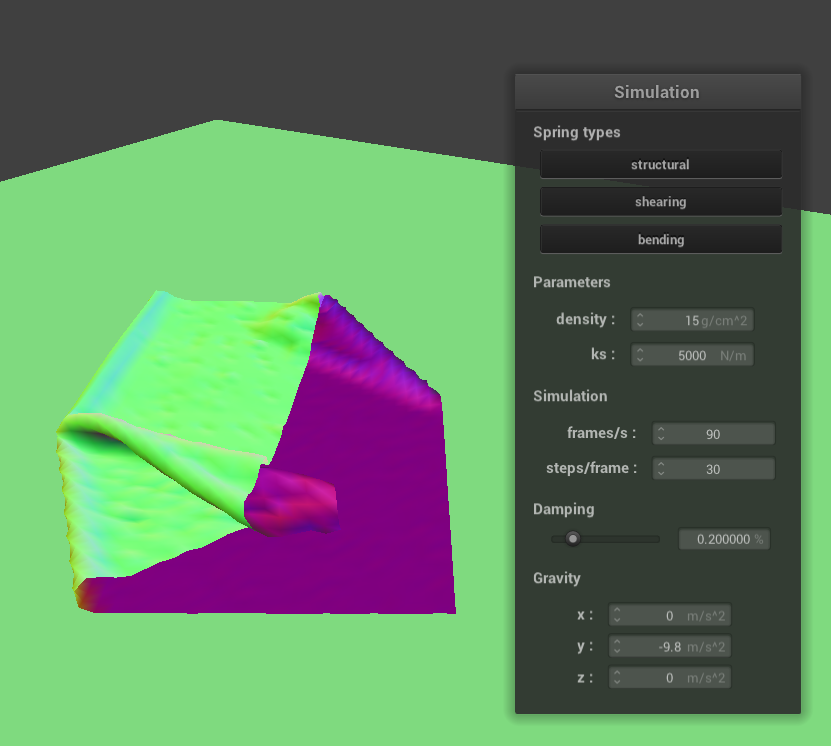 Simulation
Spring types
structural
shearing
bending
Parameters
density : 15 g/cm^2
ks : 5000 N/m
Simulation
frames/s : 90
steps/frame : 30
Damping
0.200000 %
Gravity
x : 0 m/s^2
y : -9.8 m/s^2
z : 0 m/s^2